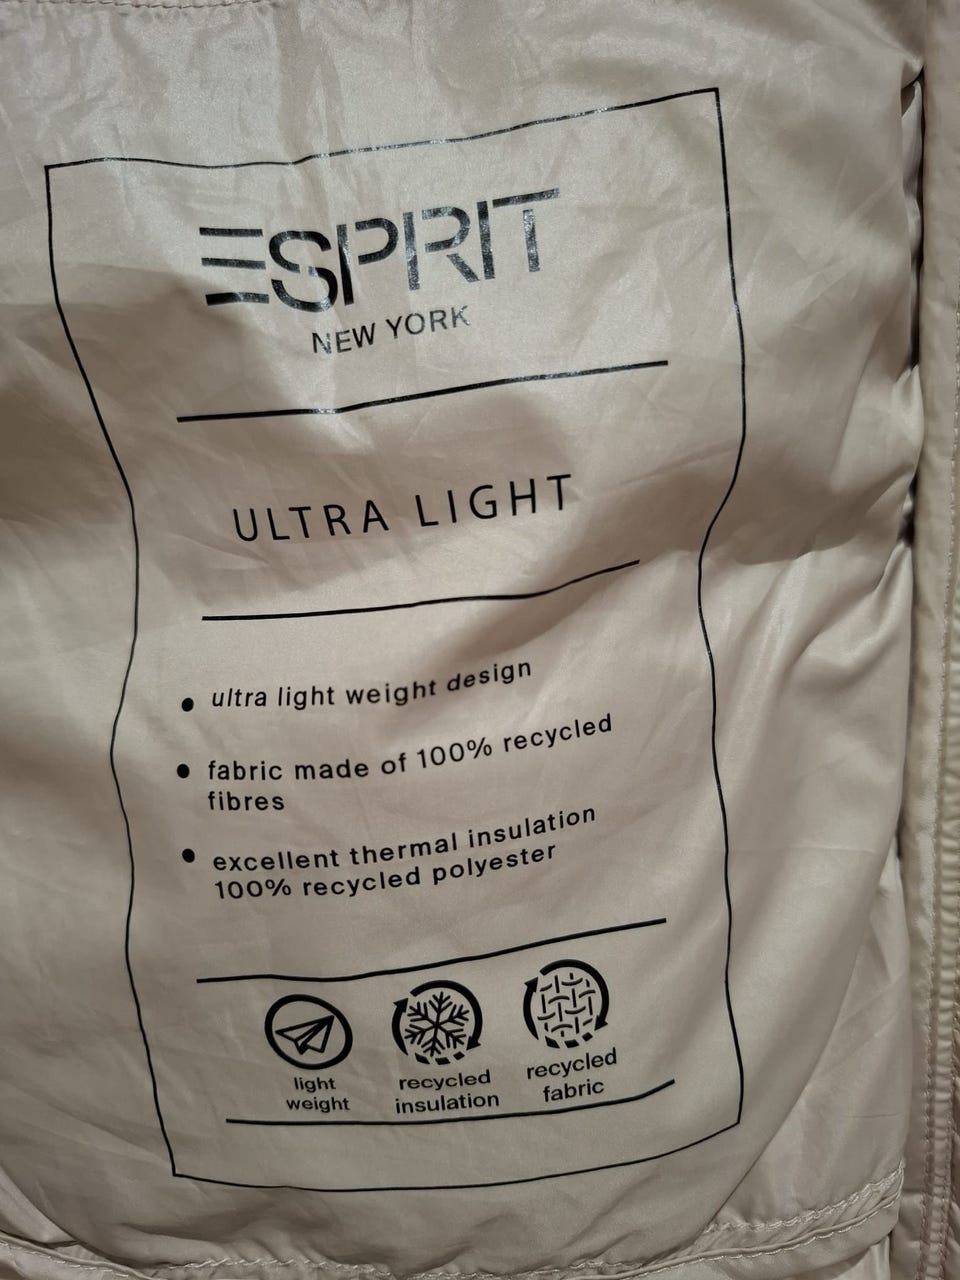 ESPRIT
NEW YORK
ULTRA LIGHT
• ultra light weight design
• fabric made of 100% recycled
fibres
• excellent thermal insulation
100% recycled polyester
light
weight
recycled
insulation
recycled
fabric